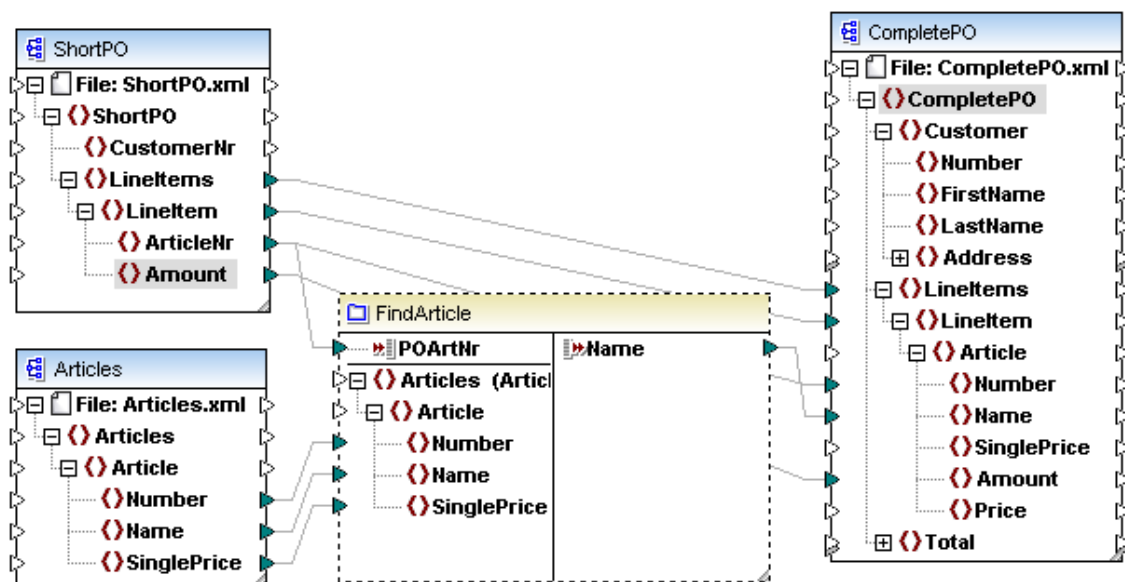 ShortPO
File: ShortPO.xml
ShortPO
CustomerNr
LineItems
LineItem
ArticleNr
Amount
Articles
File: Articles.xml
Articles
Article
Number
Name
SinglePrice
FindArticle
POArtNr
Articles (Articl
Article
Number
Name
SinglePrice
Name
CompletePO
File: CompletePO.xml
CompletePO
Customer
Number
FirstName
LastName
Address
LineItems
LineItem
Article
Number
Name
SinglePrice
Amount
Price
Total